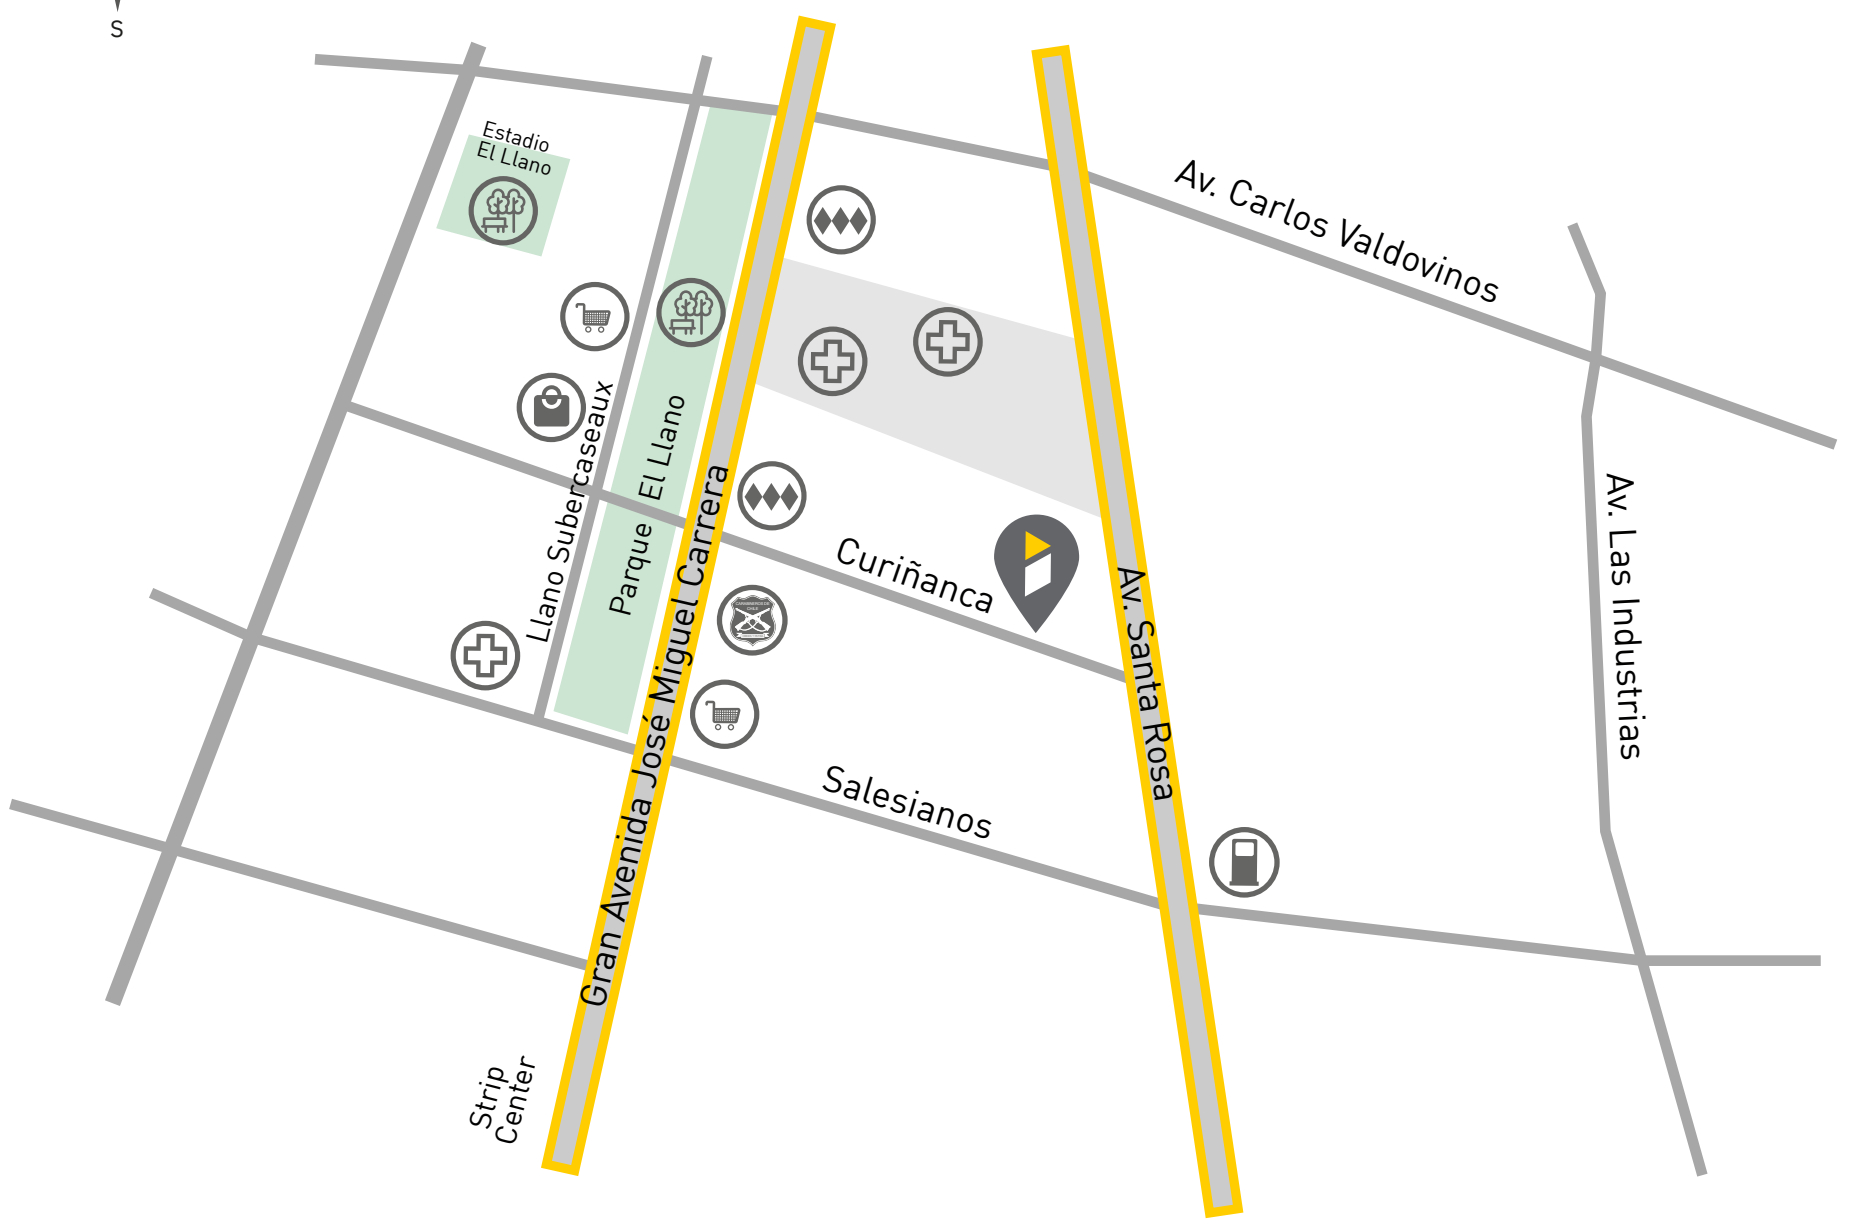 S
Estadio
El Llano
Av. Carlos Valdovinos
Llano Subercaseaux
Parque El Llano
Gran Avenida José Miguel Carrera
Curiñanca
Av. Santa Rosa
Av. Las Industrias
Salesianos
Strip
Center